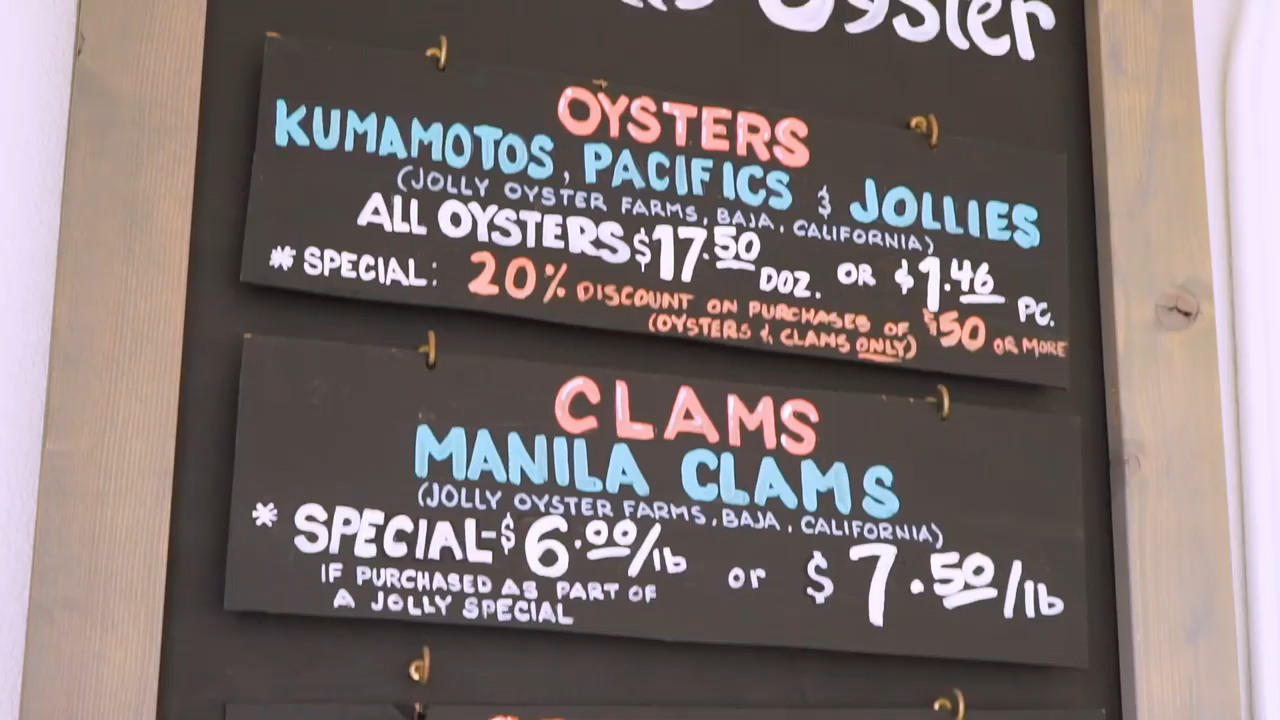 Oyster
OYSTERS
KUMAMOTOS, PACIFICS & JOLLIES
(JOLLY OYSTER FARMS, BAJA, CALIFORNIA)
ALL OYSTERS $17.50 DOZ. OR $1.46 PC.
* SPECIAL: 20% DISCOUNT ON PURCHASES OF $50 OR MORE
(OYSTERS & CLAMS ONLY)
CLAMS
MANILA CLAMS
(JOLLY OYSTER FARMS, BAJA, CALIFORNIA)
* SPECIAL-$6.00/lb or $7.50/lb
IF PURCHASED AS PART OF
A JOLLY SPECIAL